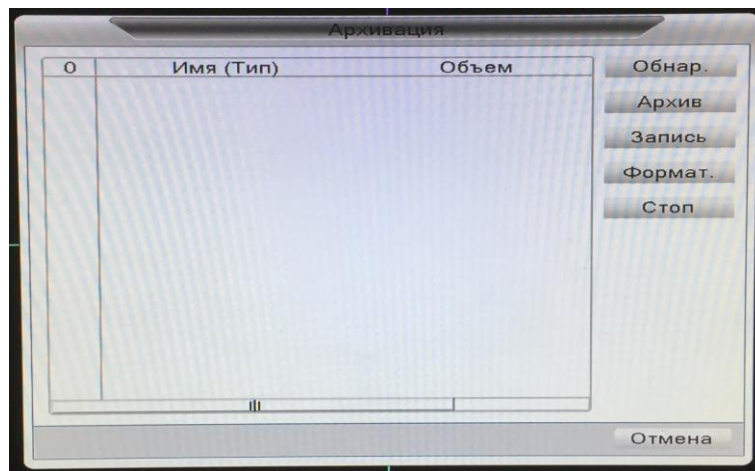 Архивация
0 Имя (Тип) Объем
Обнар.
Архив
Запись
Формат.
Стоп
Отмена